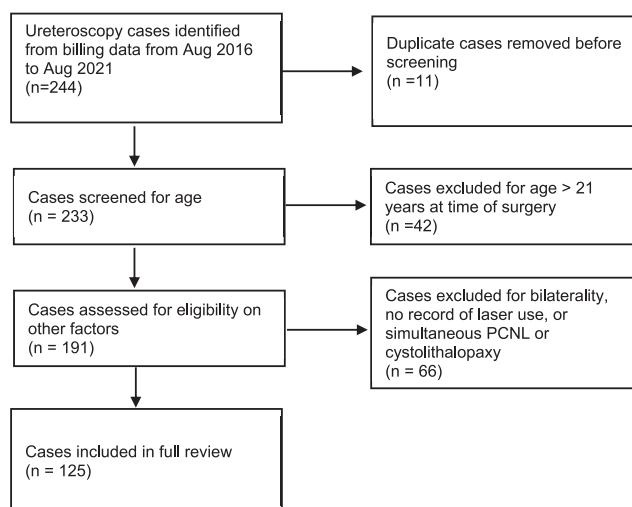 Ureteroscopy cases identified
from billing data from Aug 2016
to Aug 2021
(n=244)
Duplicate cases removed before
screening
(n =11)
Cases screened for age
(n = 233)
Cases excluded for age > 21
years at time of surgery
(n =42)
Cases assessed for eligibility on
other factors
(n = 191)
Cases excluded for bilaterality,
no record of laser use, or
simultaneous PCNL or
cystolithalopaxy
(n = 66)
Cases included in full review
(n = 125)